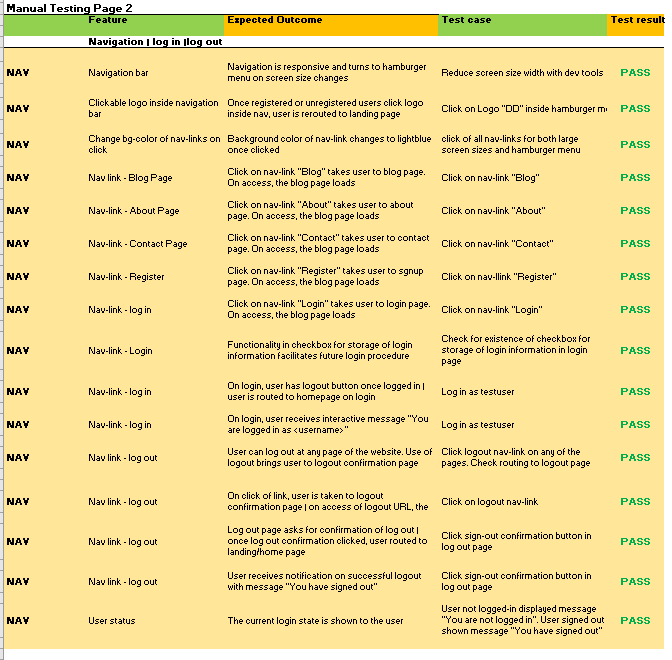 Manual Testing Page 2
Feature Expected Outcome Test case Test result
Navigation | log in |log out
NAV Navigation bar Navigation is responsive and turns to hamburger menu on screen size changes Reduce screen size width with dev tools PASS
NAV Clickable logo inside navigation bar Once registered or unregistered users click logo inside nav, user is rerouted to landing page Click on Logo "DD" inside hamburger me PASS
NAV Change bg-color of nav-links on click Background color of nav-link changes to lightblue once clicked click of all nav-links for both large screen sizes and hamburger menu PASS
NAV Nav link - Blog Page Click on nav-link "Blog" takes user to blog page. On access, the blog page loads Click on nav-link "Blog" PASS
NAV Nav-link - About Page Click on nav-link "About" takes user to about page. On access, the blog page loads Click on nav-link "About" PASS
NAV Nav-link - Contact Page Click on nav-link "Contact" takes user to contact page. On access, the blog page loads Click on nav-link "Contact" PASS
NAV Nav-link - Register Click on nav-link "Register" takes user to sgnup page. On access, the blog page loads Click on nav-llink "Register" PASS
NAV Nav-link - log in Click on nav-link "Login" takes user to login page. On access, the blog page loads Click on nav-link "Login" PASS
NAV Nav-link - Login Functionality in checkbox for storage of login information facilitates future login procedure Check for existence of checkbox for storage of login information in login page PASS
NAV Nav-link - log in On login, user has logout button once logged in | user is routed to homepage on login Log in as testuser PASS
NAV Nav-link - log in On login, user receives interactive message "You are logged in as <username>" Log in as testuser PASS
NAV Nav link - log out User can log out at any page of the website. Use of logout brings user to logout confirmation page Click logout nav-link on any of the pages. Check routing to logout page PASS
NAV Nav link - log out On click of link, user is taken to logout confirmation page | on access of logout URL, the Click on logout nav-link PASS
NAV Nav link - log out Log out page asks for confirmation of log out | once log out confirmation clicked, user routed to landing/home page Click sign-out confirmation button in log out page PASS
NAV Nav link - log out User receives notification on successful logout with message "You have signed out" Click sign-out confirmation button in log out page PASS
NAV User status The current login state is shown to the user User not logged-in displayed message "You are not logged in". User signed out shown message "You have signed out" PASS